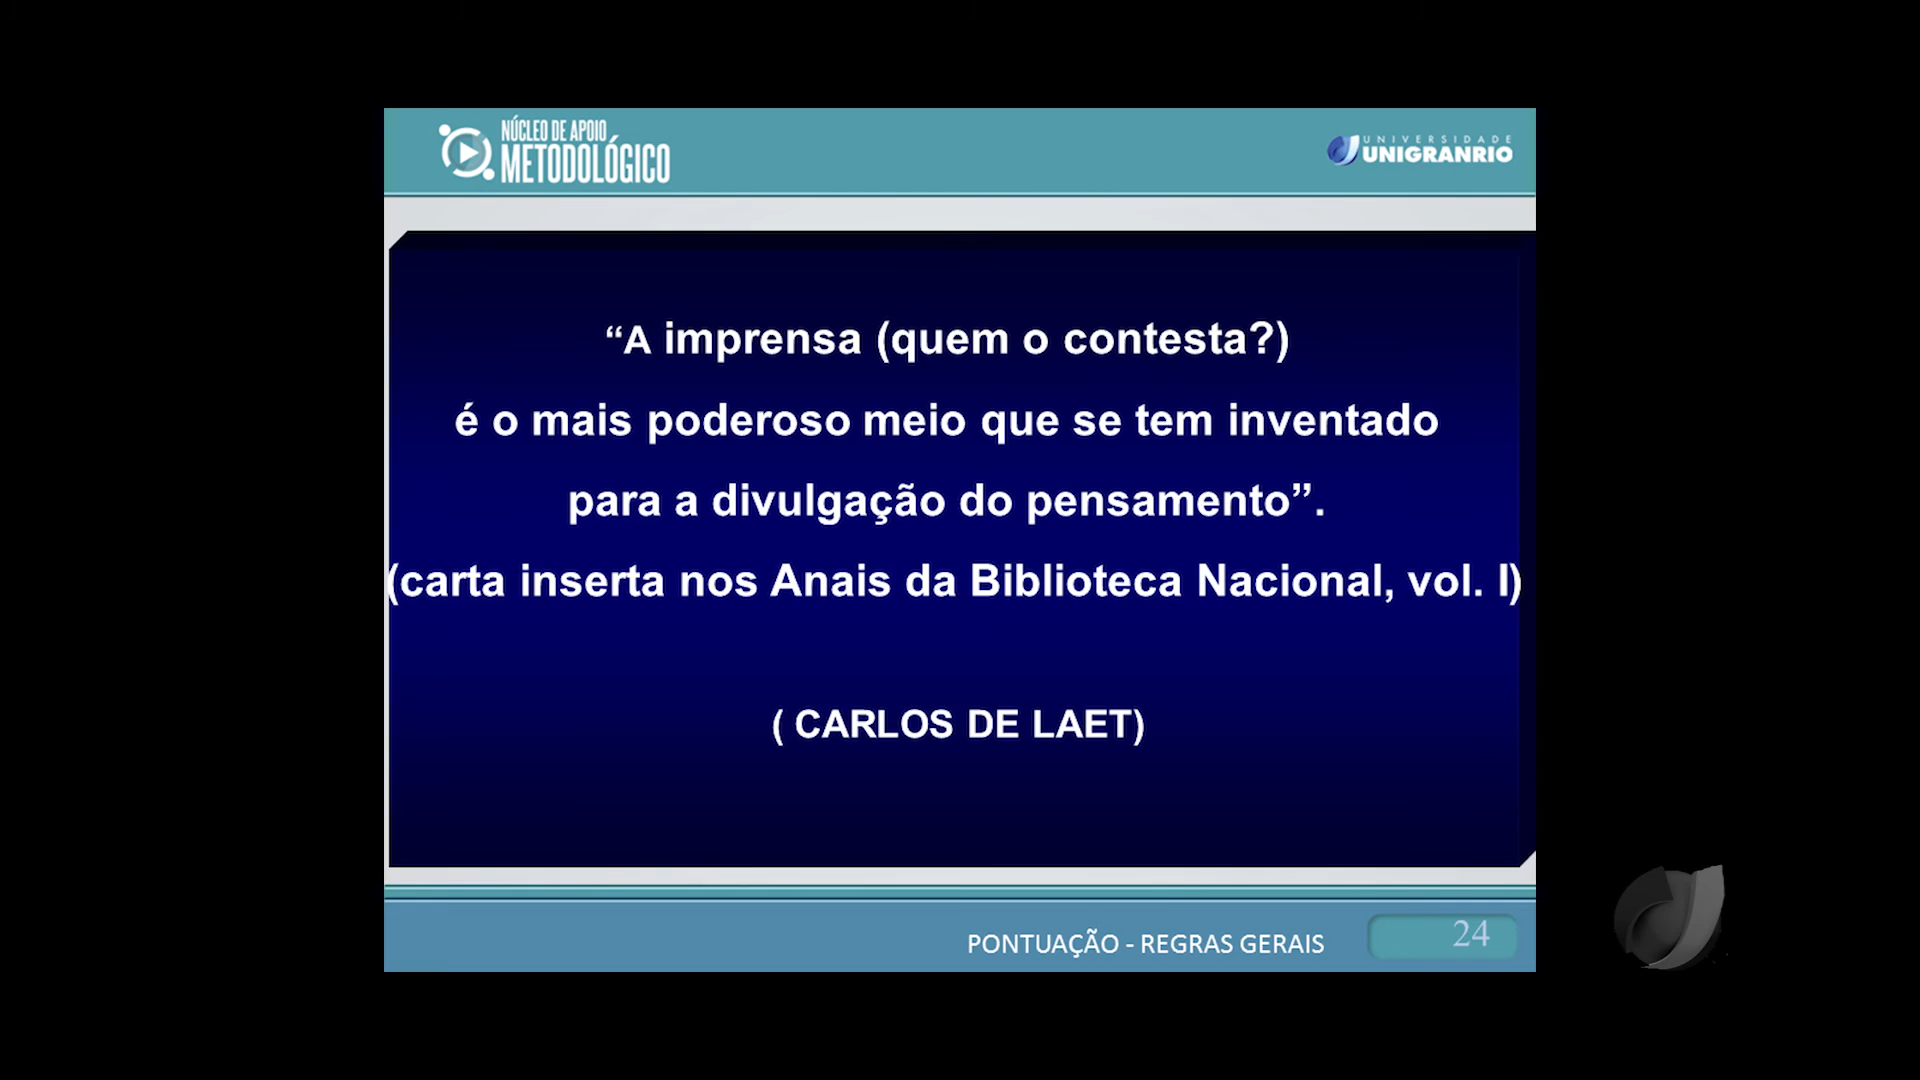 NÚCLEO DE APOIO
METODOLÓGICO
UNIVERSIDADE
UNIGRANRIO
“A imprensa (quem o contesta?)
é o mais poderoso meio que se tem inventado
para a divulgação do pensamento”.
(carta inserta nos Anais da Biblioteca Nacional, vol. I)
( CARLOS DE LAET)
PONTUAÇÃO - REGRAS GERAIS
24